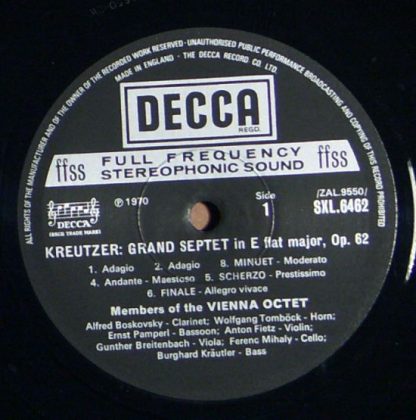 ALL RIGHTS OF THE MANUFACTURER AND OF THE OWNER OF THE RECORDED WORK RESERVED · UNAUTHORISED PUBLIC PERFORMANCE BROADCASTING AND COPYING OF THIS RECORD PROHIBITED
MADE IN ENGLAND · THE DECCA RECORD CO. LTD.
DECCA
REGD.
ffss FULL FREQUENCY ffss
STEREOPHONIC SOUND
DECCA
(DECB TRADE MARK)
℗ 1970
Side
1
/ZAL.9550/
SXL.6462
KREUTZER: GRAND SEPTET in E flat major, Op. 62
1. Adagio 2. Adagio 8. MINUET - Moderato
4. Andante - Maestoso 5. SCHERZO - Prestissimo
6. FINALE - Allegro vivace
Members of the VIENNA OCTET
Alfred Boskovsky - Clarinet; Wolfgang Tomböck - Horn;
Ernst Pamperl - Bassoon; Anton Fietz - Violin;
Gunther Breitenbach - Viola; Ferenc Mihaly - Cello;
Burghard Kräutler - Bass